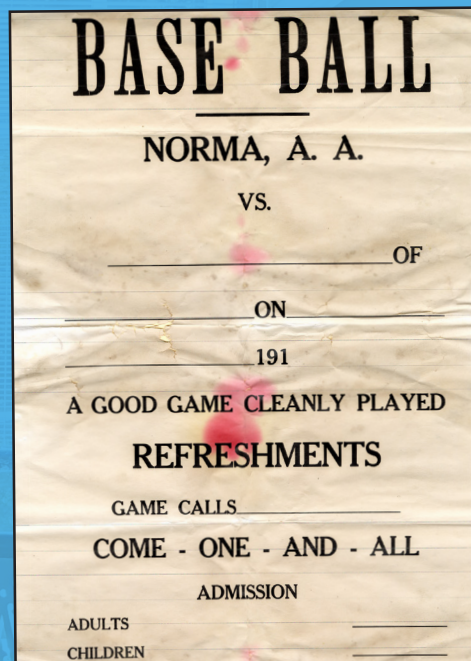 BASE BALL
NORMA, A. A.
VS.
OF
ON
191
A GOOD GAME CLEANLY PLAYED
REFRESHMENTS
GAME CALLS
COME - ONE - AND - ALL
ADMISSION
ADULTS
CHILDREN